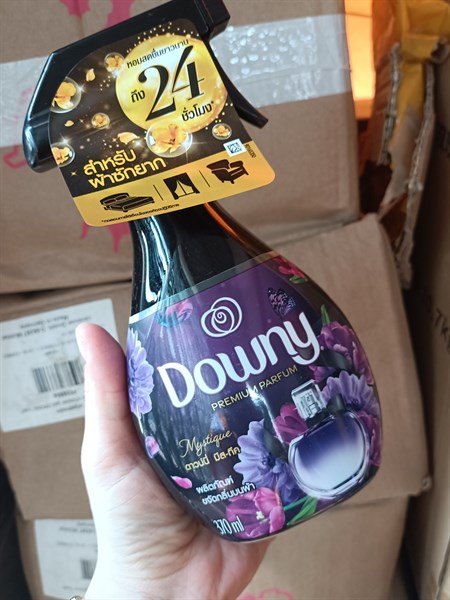 หอมสดชื่นยาวนาน
ถึง
24
ชั่วโมง*
สำหรับ
ผ้าซักยาก
Downy
PREMIUM PARFUM
Mystique
ดาวน์นี่ มิส-ทีค
ผลิตภัณฑ์
ขจัดกลิ่นบนผ้า
370 ml